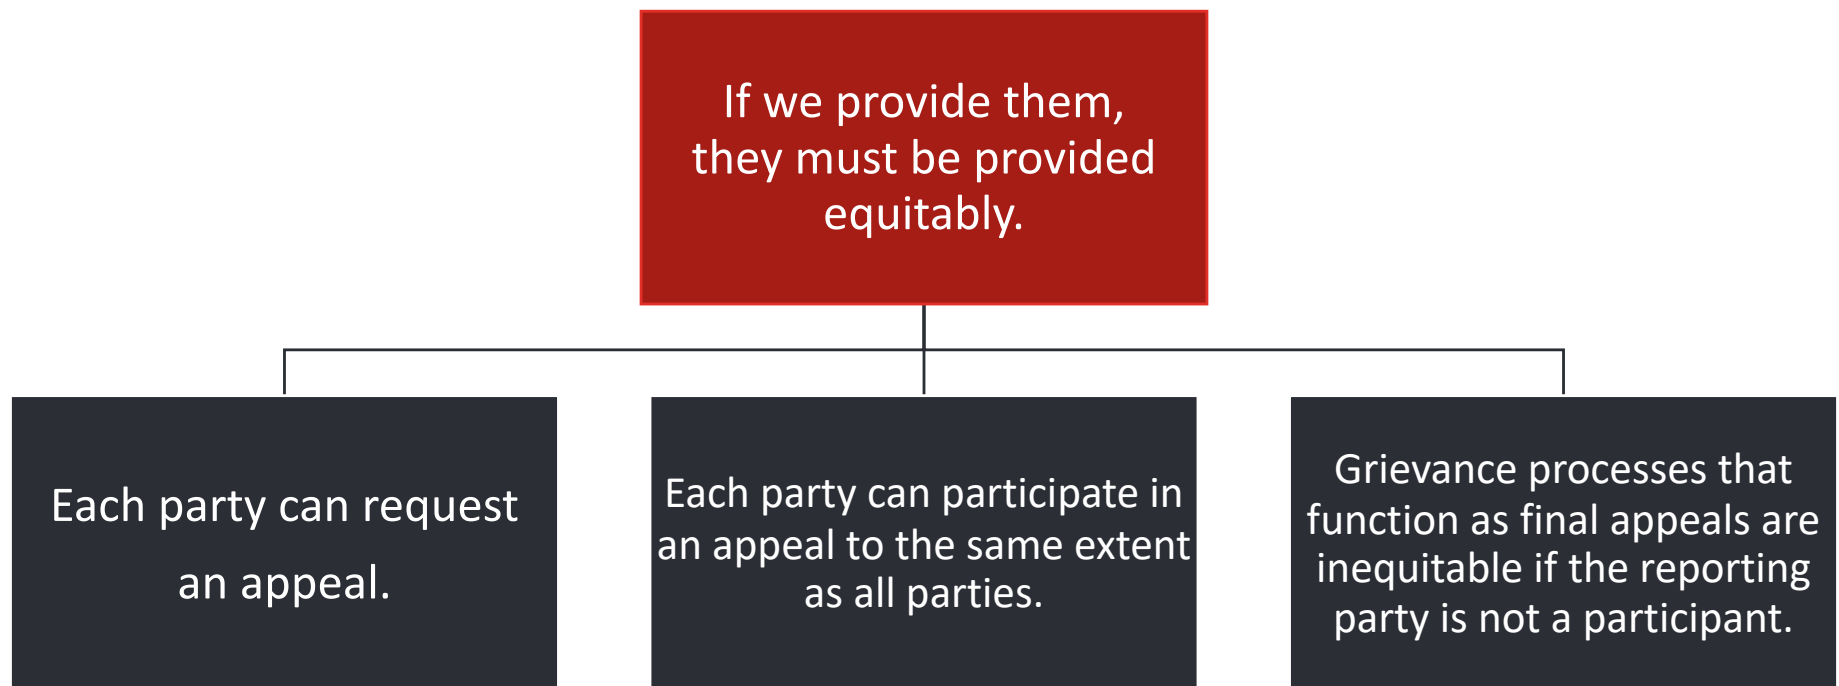 If we provide them,
they must be provided
equitably.
Each party can request
an appeal.
Each party can participate in
an appeal to the same extent
as all parties.
Grievance processes that
function as final appeals are
inequitable if the reporting
party is not a participant.